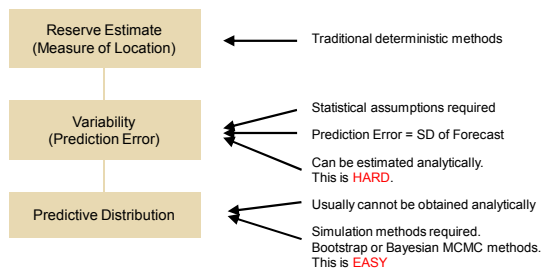 Reserve Estimate
(Measure of Location)
Traditional deterministic methods
Variability
(Prediction Error)
Statistical assumptions required
Prediction Error = SD of Forecast
Can be estimated analytically.
This is HARD.
Predictive Distribution
Usually cannot be obtained analytically
Simulation methods required.
Bootstrap or Bayesian MCMC methods.
This is EASY